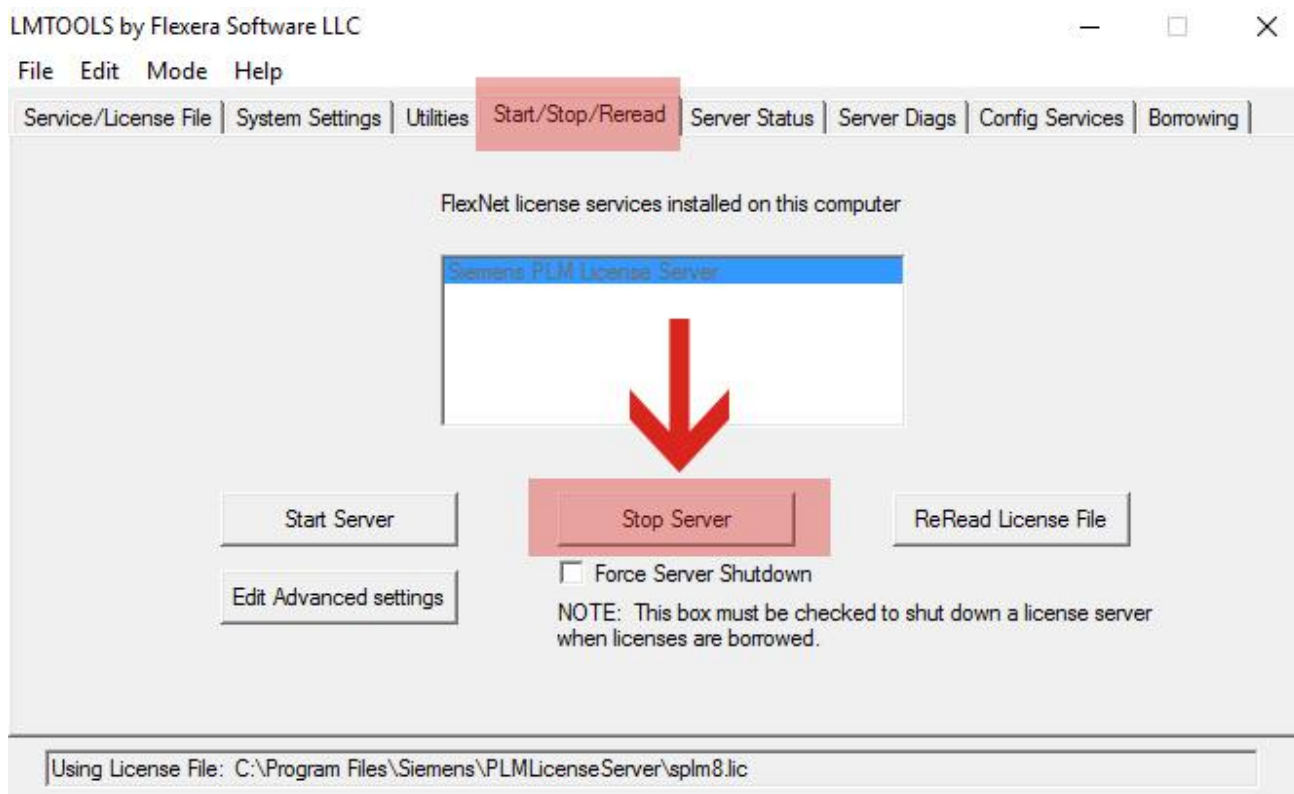 LMTOOLS by Flexera Software LLC
File Edit Mode Help
Service/License File System Settings Utilities Start/Stop/Reread Server Status Server Diags Config Services Borrowing
FlexNet license services installed on this computer
Siemens PLM License Server
Start Server Stop Server ReRead License File
Force Server Shutdown
Edit Advanced settings
NOTE: This box must be checked to shut down a license server
when licenses are borrowed.
Using License File: C:\Program Files\Siemens\PLMLicenseServer\splm8.lic